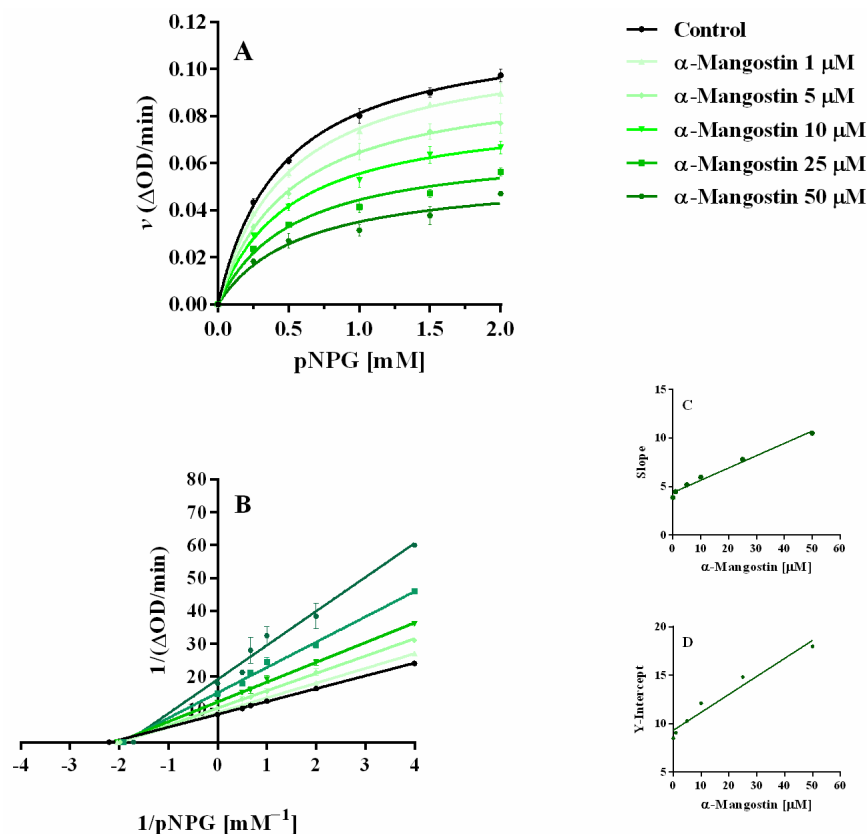 A
0.12
0.10
0.08
0.06
0.04
0.02
0.00
v (ΔOD/min)
0.0 0.5 1.0 1.5 2.0
pNPG [mM]
Control
α-Mangostin 1 μM
α-Mangostin 5 μM
α-Mangostin 10 μM
α-Mangostin 25 μM
α-Mangostin 50 μM
C
15
10
5
0
Slope
0 10 20 30 40 50 60
α-Mangostin [μM]
B
80
70
60
50
40
30
20
1/(ΔOD/min)
-4 -3 -2 -1 0 1 2 3 4
1/pNPG [mM⁻¹]
D
20
15
10
5
Y-Intercept
0 10 20 30 40 50 60
α-Mangostin [μM]